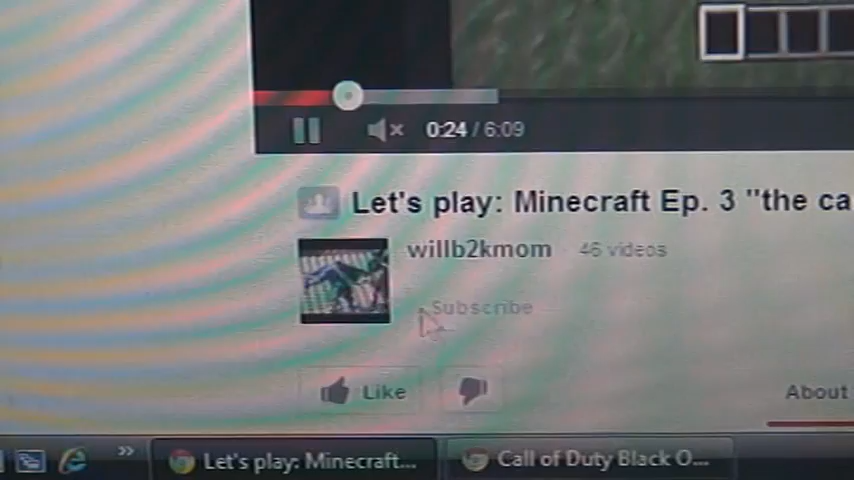 0:24 / 6:09
Let's play: Minecraft Ep. 3 "the ca
willb2kmom 46 videos
Subscribe
Like
About
» Let's play: Minecraft... Call of Duty Black O...